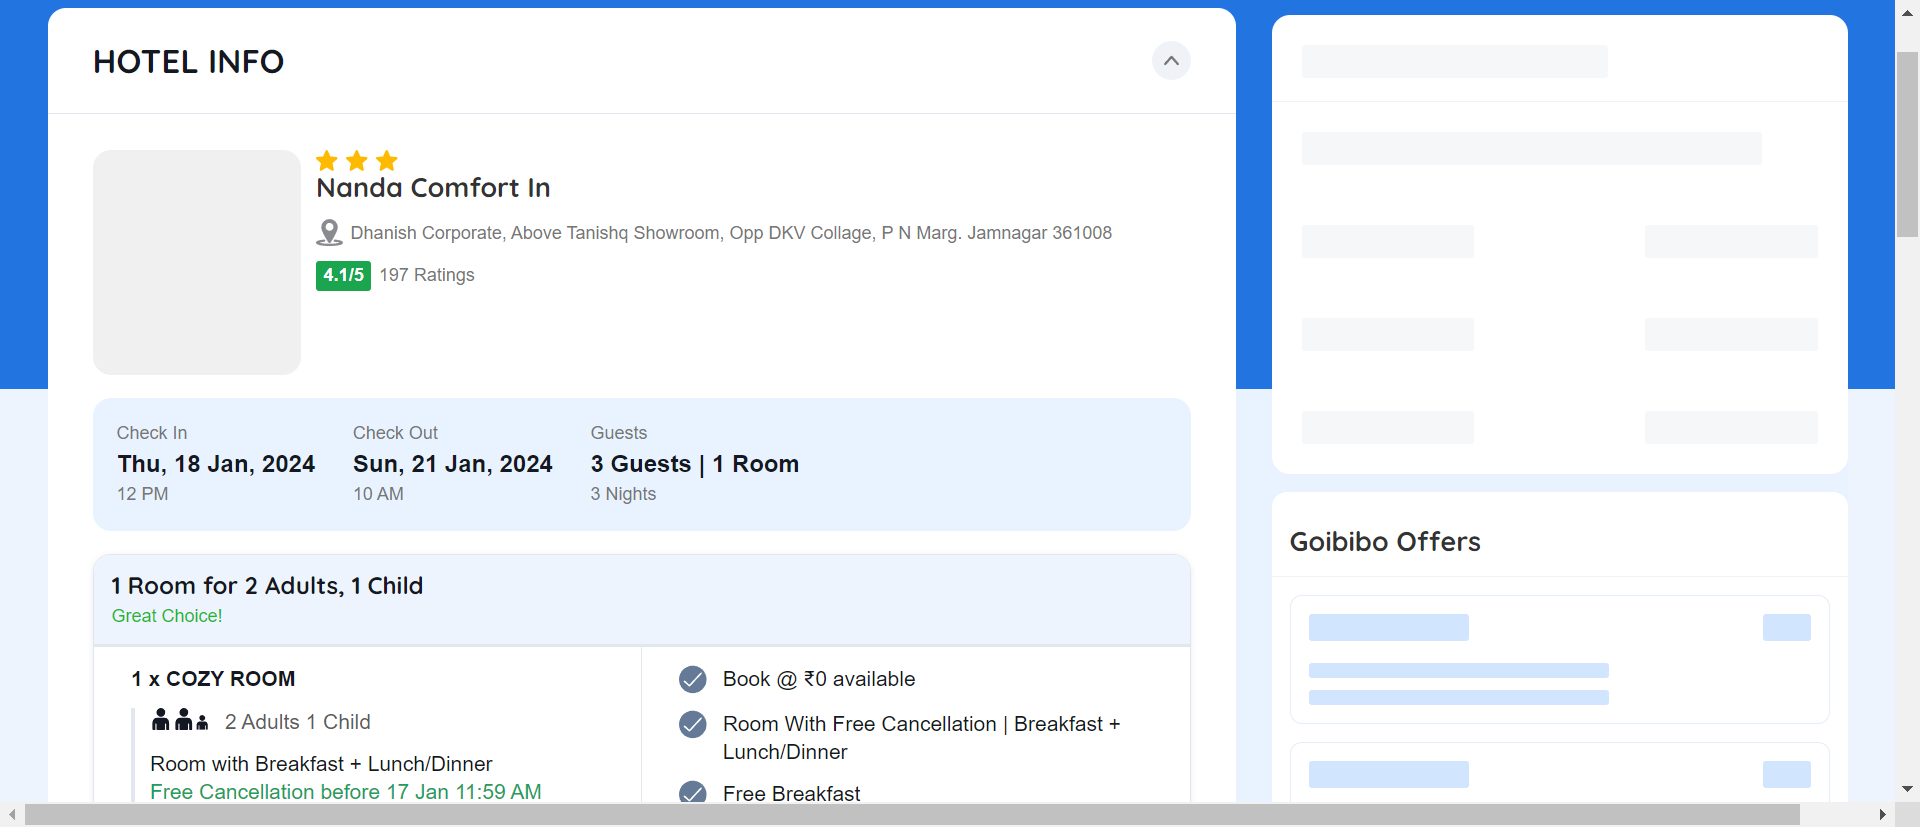 HOTEL INFO
Nanda Comfort In
Dhanish Corporate, Above Tanishq Showroom, Opp DKV Collage, P N Marg. Jamnagar 361008
4.1/5 197 Ratings
Check In
Thu, 18 Jan, 2024
12 PM
Check Out
Sun, 21 Jan, 2024
10 AM
Guests
3 Guests | 1 Room
3 Nights
1 Room for 2 Adults, 1 Child
Great Choice!
1 x COZY ROOM
2 Adults 1 Child
Room with Breakfast + Lunch/Dinner
Free Cancellation before 17 Jan 11:59 AM
Book @ ₹0 available
Room With Free Cancellation | Breakfast +
Lunch/Dinner
Free Breakfast
Goibibo Offers